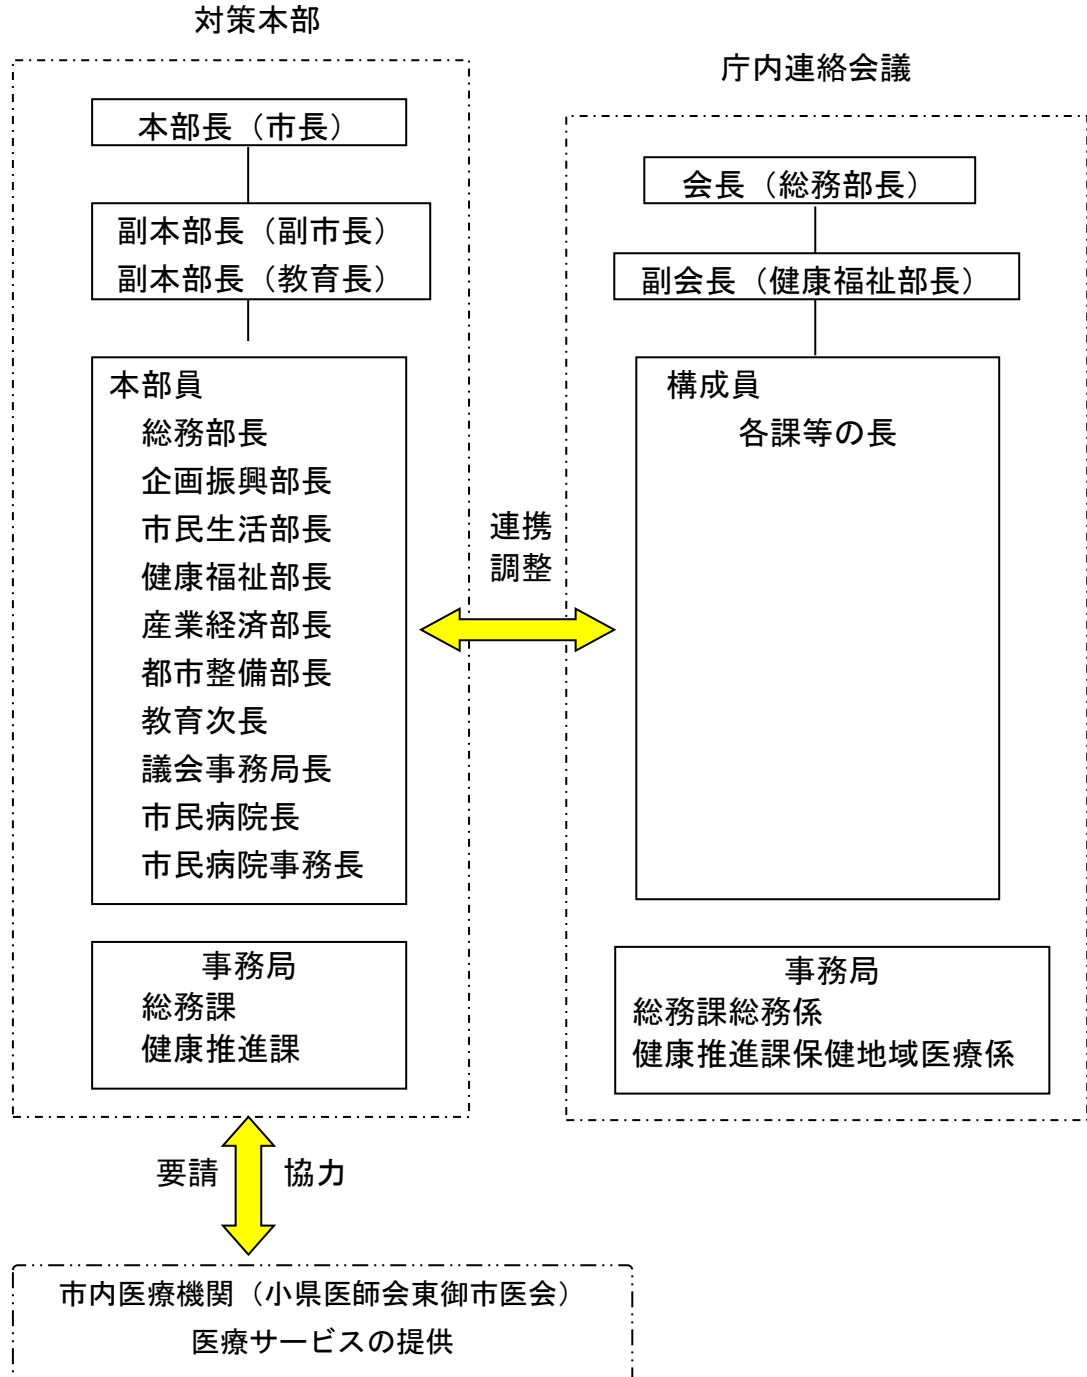 対策本部
本部長（市長）
副本部長（副市長）
副本部長（教育長）
本部員
総務部長
企画振興部長
市民生活部長
健康福祉部長
産業経済部長
都市整備部長
教育次長
議会事務局長
市民病院長
市民病院事務長
事務局
総務課
健康推進課
連携
調整
庁内連絡会議
会長（総務部長）
副会長（健康福祉部長）
構成員
各課等の長
事務局
総務課総務係
健康推進課保健地域医療係
要請 協力
市内医療機関（小県医師会東御市医会）
医療サービスの提供